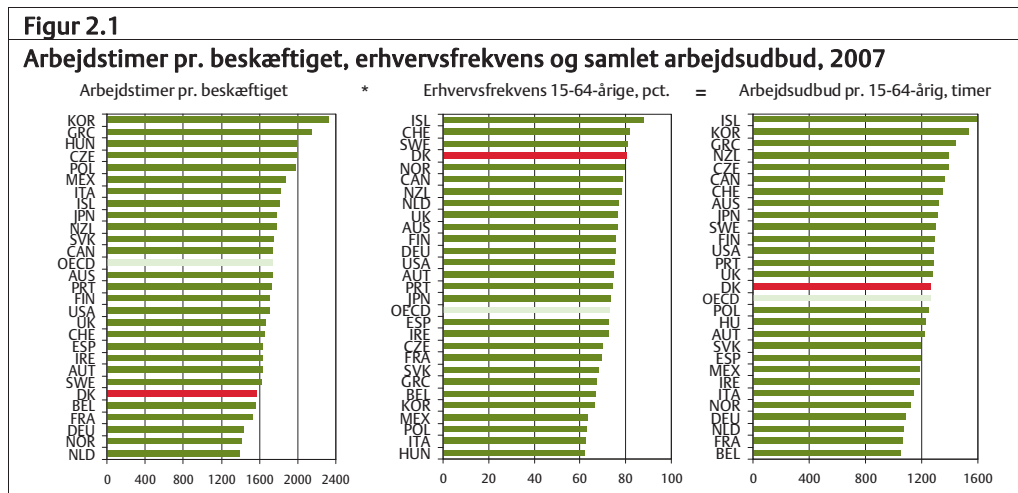 Figur 2.1
Arbejdstimer pr. beskæftiget, erhvervsfrekvens og samlet arbejdsudbud, 2007
Arbejdstimer pr. beskæftiget * Erhvervsfrekvens 15-64-årige, pct. = Arbejdsudbud pr. 15-64-årig, timer
KOR
GRC
HUN
CZE
POL
MEX
ITA
ISL
JPN
NZL
SVK
CAN
OECD
AUS
PRT
FIN
USA
UK
CHE
ESP
IRE
AUT
SWE
DK
BEL
FRA
DEU
NOR
NLD
0 400 800 1200 1600 2000 2400
ISL
CHE
SWE
DK
NOR
CAN
NZL
NLD
UK
AUS
FIN
DEU
USA
AUT
PRT
JPN
OECD
ESP
IRE
CZE
FRA
SVK
GRC
BEL
KOR
MEX
POL
ITA
HUN
0 20 40 60 80 100
ISL
KOR
GRC
NZL
CZE
CAN
CHE
AUS
JPN
SWE
FIN
USA
PRT
UK
DK
OECD
POL
HU
AUT
SVK
ESP
MEX
IRE
ITA
NOR
DEU
NLD
FRA
BEL
0 400 800 1200 1600